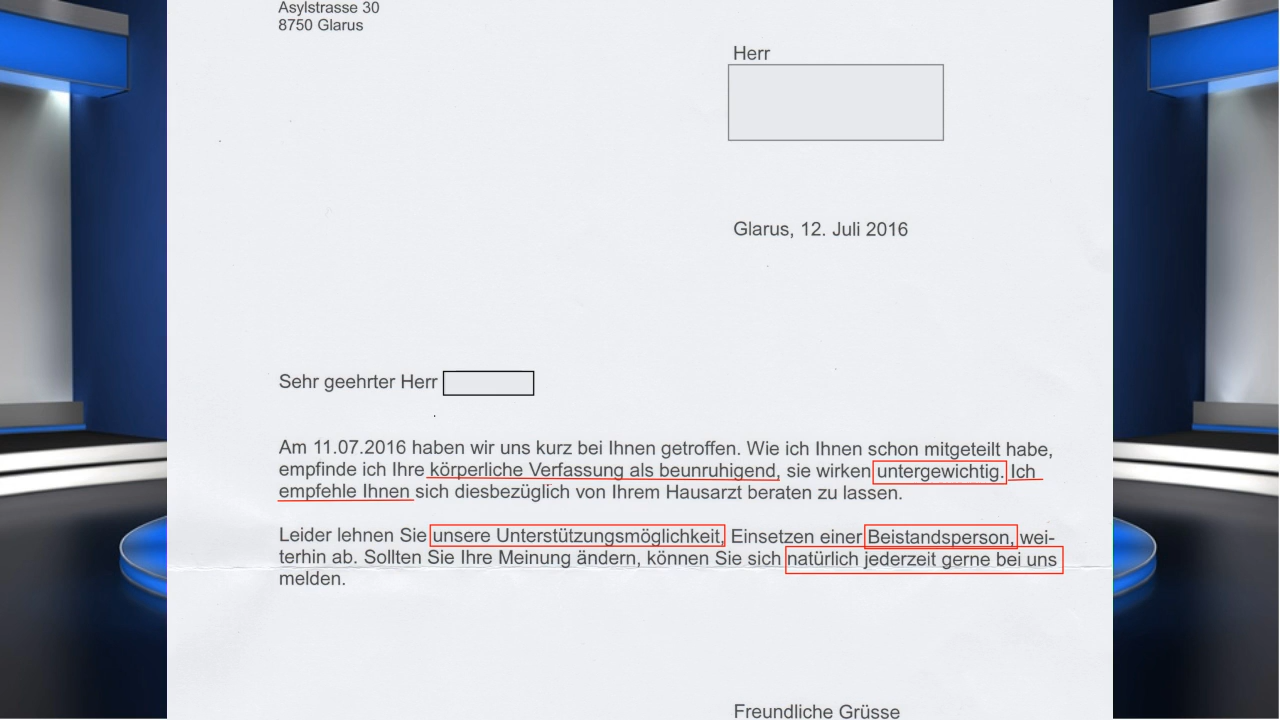 Asylstrasse 30
8750 Glarus
Herr
Glarus, 12. Juli 2016
Sehr geehrter Herr
Am 11.07.2016 haben wir uns kurz bei Ihnen getroffen. Wie ich Ihnen schon mitgeteilt habe,
empfinde ich Ihre körperliche Verfassung als beunruhigend, sie wirken untergewichtig. Ich
empfehle Ihnen sich diesbezüglich von Ihrem Hausarzt beraten zu lassen.
Leider lehnen Sie unsere Unterstützungsmöglichkeit, Einsetzen einer Beistandsperson, wei-
terhin ab. Sollten Sie Ihre Meinung ändern, können Sie sich natürlich jederzeit gerne bei uns
melden.
Freundliche Grüsse